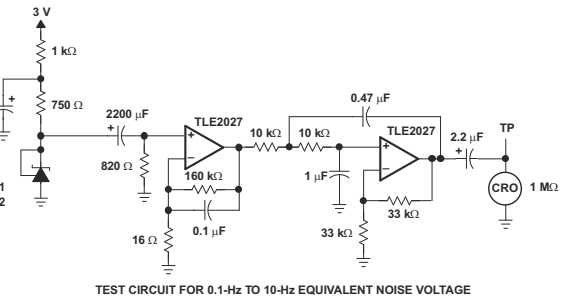 3 V
1 kΩ
+
750 Ω
1
2
2200 μF
+
820 Ω
TLE2027
+
−
160 kΩ
0.1 μF
16 Ω
10 kΩ
10 kΩ
0.47 μF
1 μF
TLE2027
+
−
33 kΩ
33 kΩ
2.2 μF
+
TP
CRO
1 MΩ
TEST CIRCUIT FOR 0.1-Hz TO 10-Hz EQUIVALENT NOISE VOLTAGE